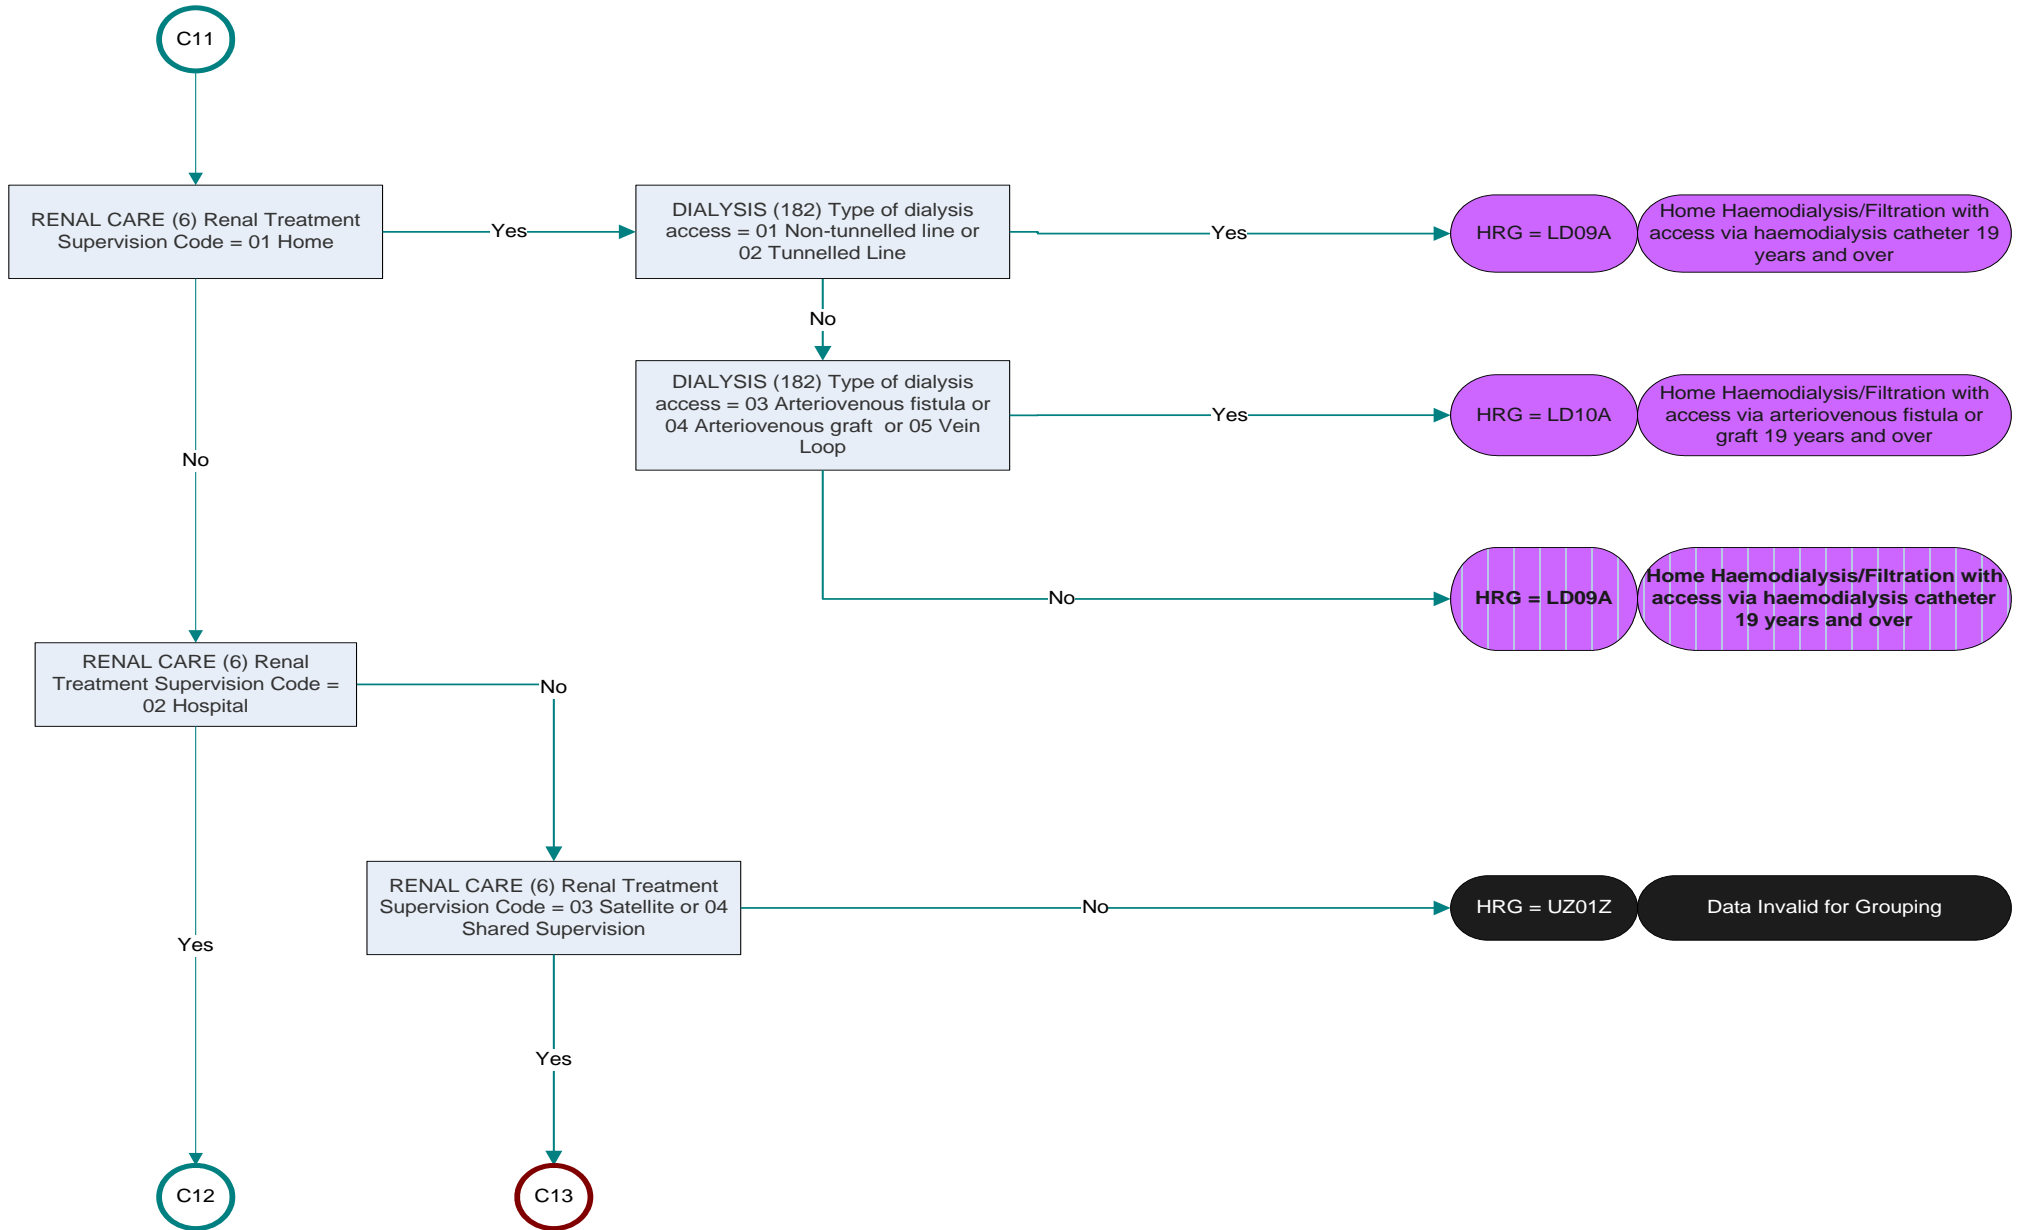 C11
RENAL CARE (6) Renal Treatment
Supervision Code = 01 Home
Yes
DIALYSIS (182) Type of dialysis
access = 01 Non-tunnelled line or
02 Tunnelled Line
Yes
HRG = LD09A
Home Haemodialysis/Filtration with
access via haemodialysis catheter 19
years and over
No
DIALYSIS (182) Type of dialysis
access = 03 Arteriovenous fistula or
04 Arteriovenous graft  or 05 Vein
Loop
Yes
HRG = LD10A
Home Haemodialysis/Filtration with
access via arteriovenous fistula or
graft 19 years and over
No
No
HRG = LD09A
Home Haemodialysis/Filtration with
access via haemodialysis catheter
19 years and over
RENAL CARE (6) Renal
Treatment Supervision Code =
02 Hospital
No
RENAL CARE (6) Renal Treatment
Supervision Code = 03 Satellite or 04
Shared Supervision
No
HRG = UZ01Z
Data Invalid for Grouping
Yes
Yes
C12
C13